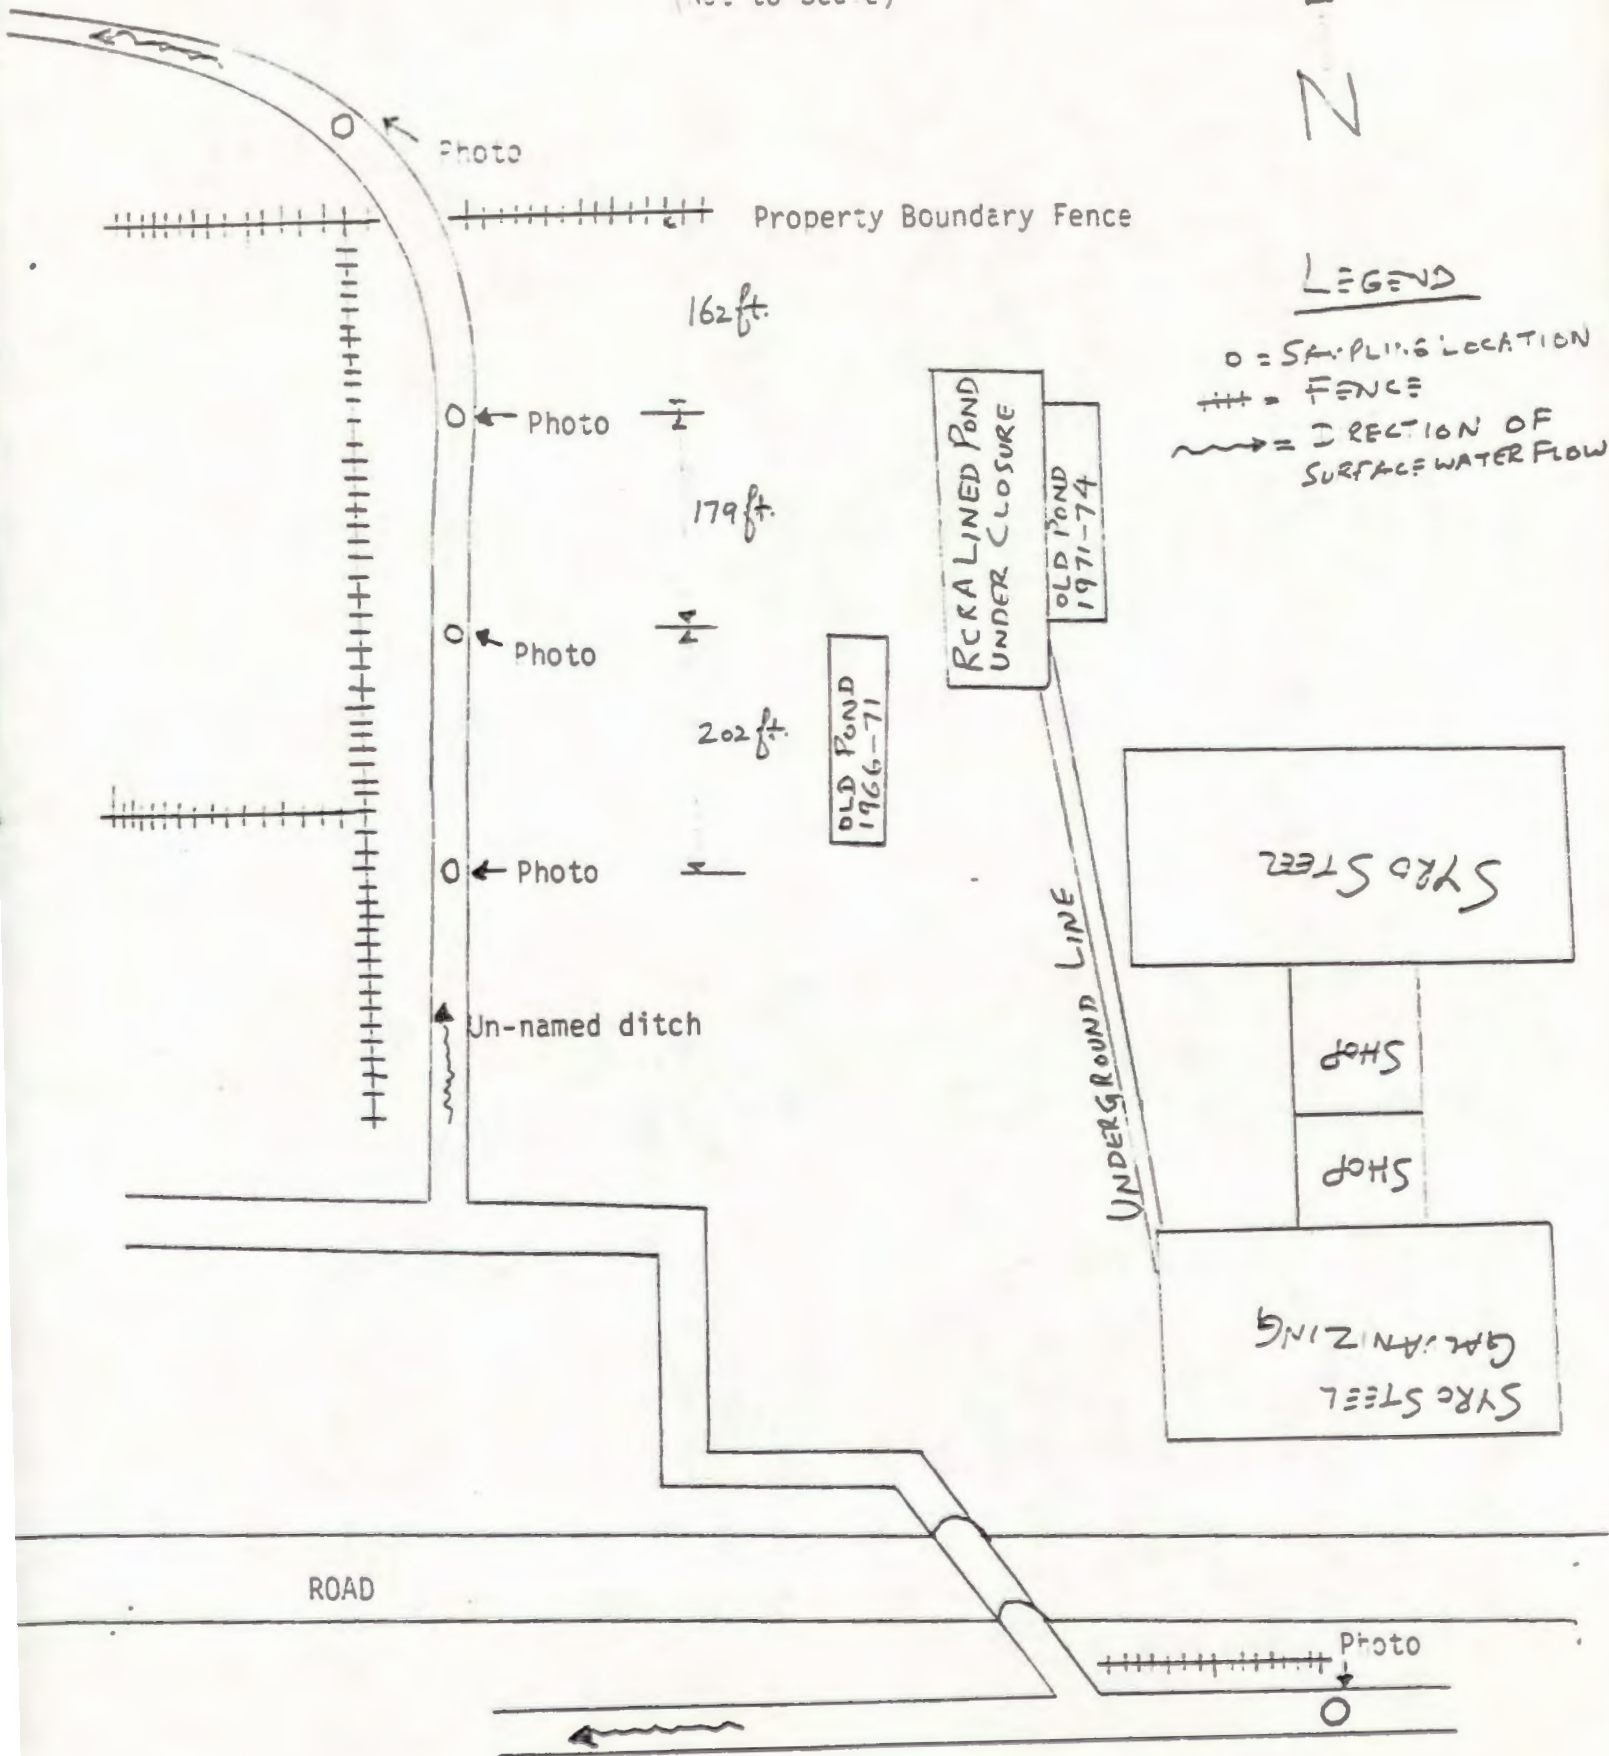 N
Photo
Property Boundary Fence
LEGEND
162 ft.
O = SAMPLING LOCATION
= FENCE
= DIRECTION OF
SURFACE WATER FLOW
Photo
RCRA LINED POND
UNDER CLOSURE
OLD POND
1971-74
179 ft.
Photo
OLD POND
1966-71
202 ft.
Photo
SYRO STEEL
UNDERGROUND LINE
Un-named ditch
SHOP
SHOP
SYRO STEEL
GALVANIZING
ROAD
Photo